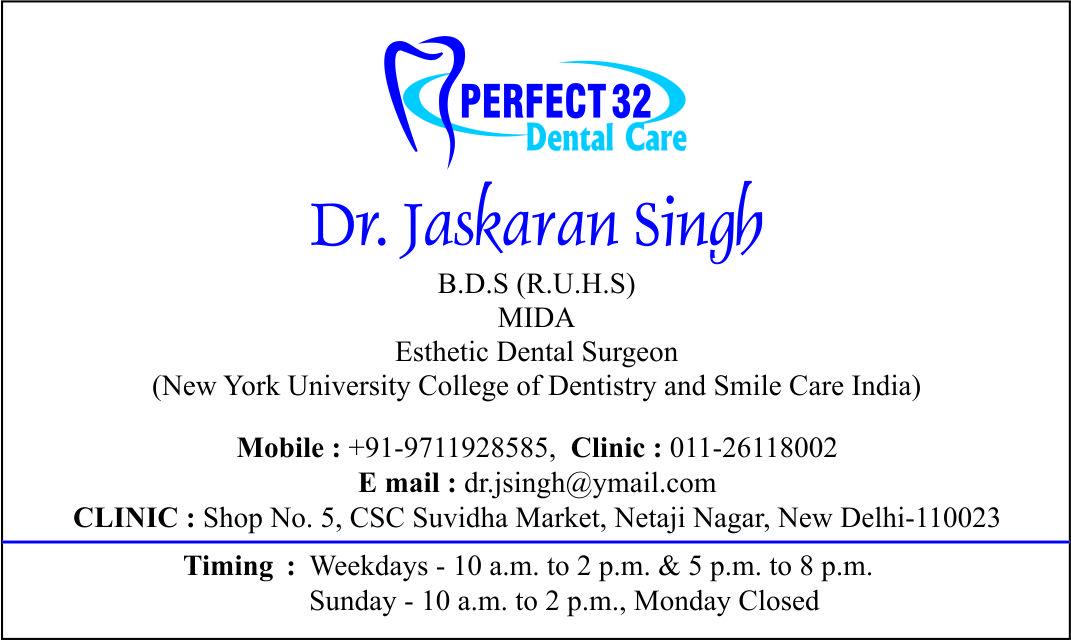 PERFECT 32
Dental Care
Dr. Jaskaran Singh
B.D.S (R.U.H.S)
MIDA
Esthetic Dental Surgeon
(New York University College of Dentistry and Smile Care India)
Mobile : +91-9711928585, Clinic : 011-26118002
E mail : dr.jsingh@ymail.com
CLINIC : Shop No. 5, CSC Suvidha Market, Netaji Nagar, New Delhi-110023
Timing : Weekdays - 10 a.m. to 2 p.m. & 5 p.m. to 8 p.m.
Sunday - 10 a.m. to 2 p.m., Monday Closed